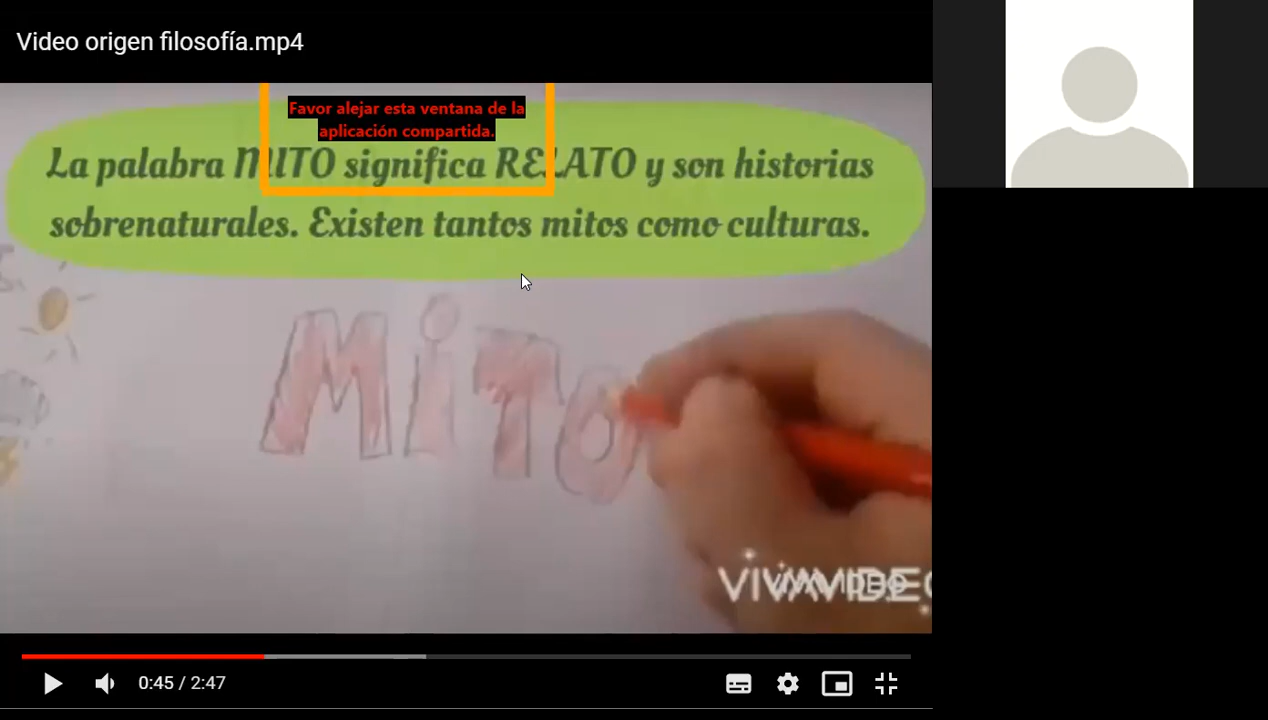 Video origen filosofía.mp4
Favor alejar esta ventana de la
aplicación compartida.
La palabra MITO significa RELATO y son historias
sobrenaturales. Existen tantos mitos como culturas.
MiTO
0:45 / 2:47